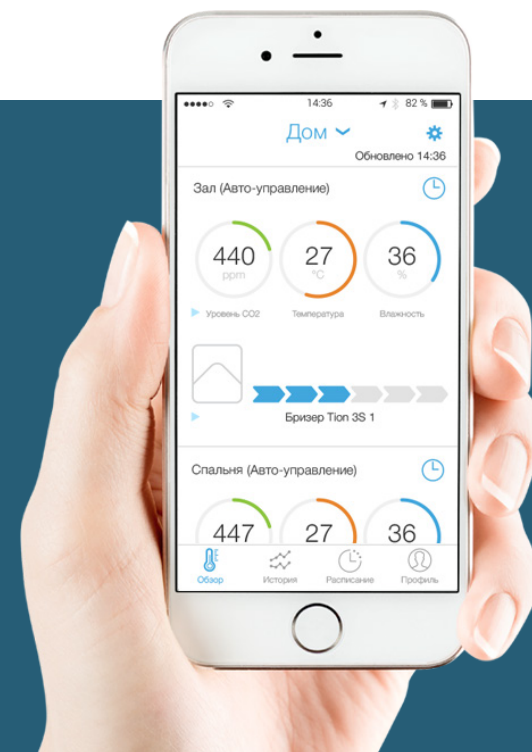 14:36 82 %
Дом
Обновлено 14:36
Зал (Авто-управление)
440 27 36
ppm °C %
Уровень CO2 Температура Влажность
Бризер Tion 3S 1
Спальня (Авто-управление)
447 27 36
Обзор История Расписание Профиль